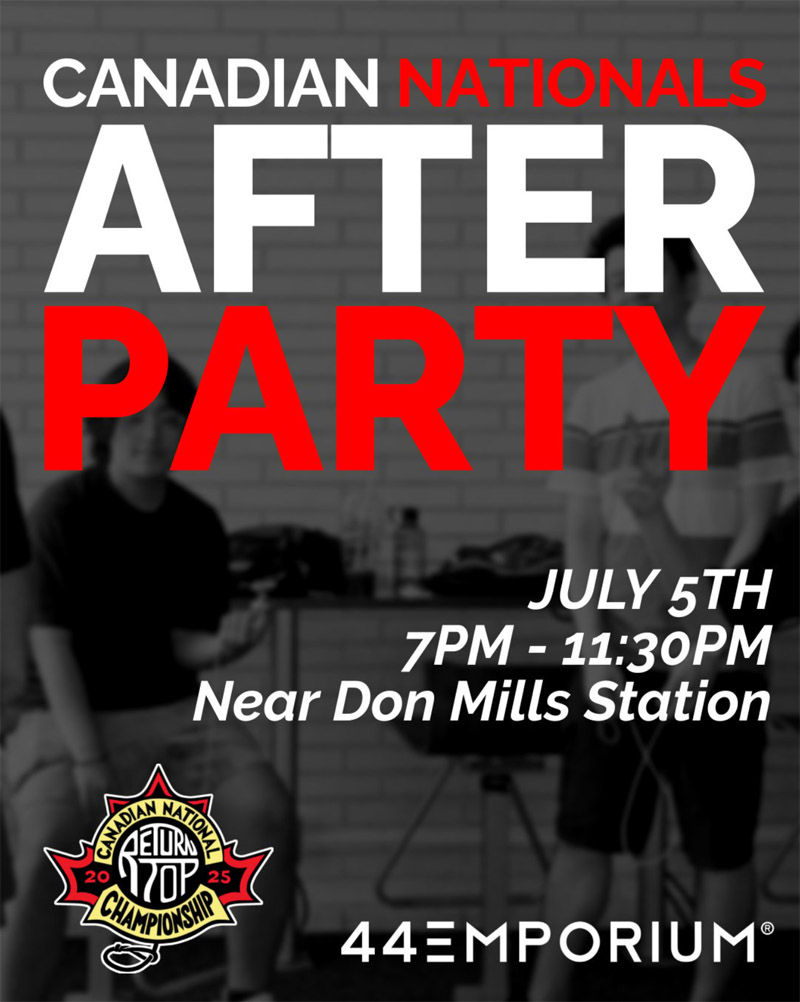 CANADIAN NATIONALS
AFTER
PARTY
JULY 5TH
7PM - 11:30PM
Near Don Mills Station
CANADIAN NATIONAL
RETURN
TOP
20 25
CHAMPIONSHIP
44EMPORIUM®